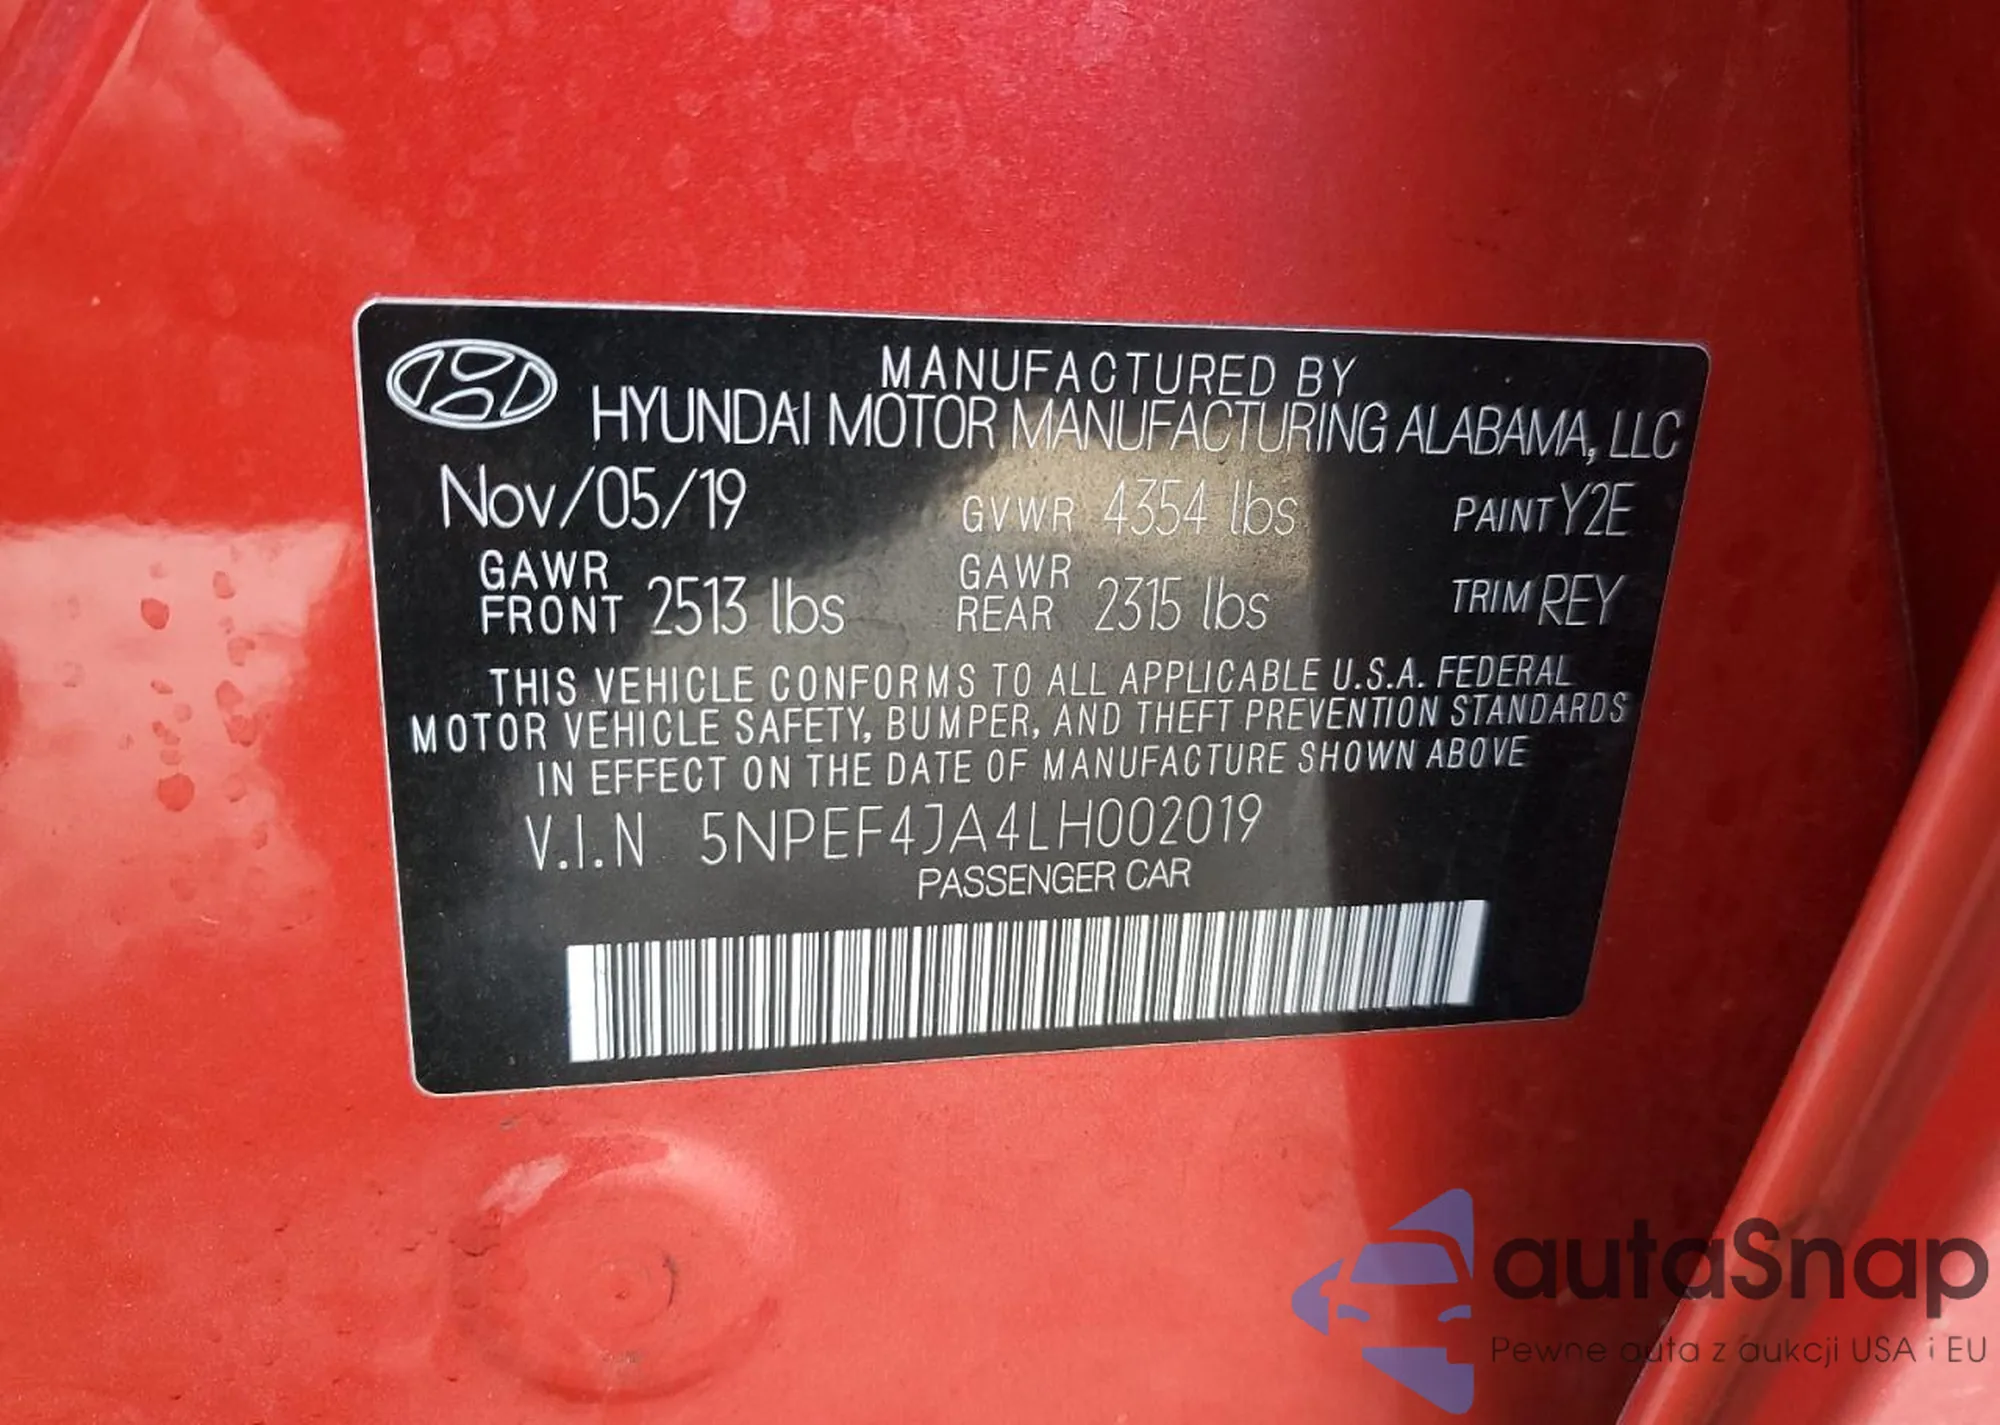 MANUFACTURED BY
HYUNDAI MOTOR MANUFACTURING ALABAMA, LLC
Nov/05/19 GVWR 4354 lbs PAINT Y2E
GAWR FRONT 2513 lbs GAWR REAR 2315 lbs TRIM REY
THIS VEHICLE CONFORMS TO ALL APPLICABLE U.S.A. FEDERAL
MOTOR VEHICLE SAFETY, BUMPER, AND THEFT PREVENTION STANDARDS
IN EFFECT ON THE DATE OF MANUFACTURE SHOWN ABOVE
V.I.N 5NPEF4JA4LH002019
PASSENGER CAR
autaSnap
Pewne auta z aukcji USA i EU